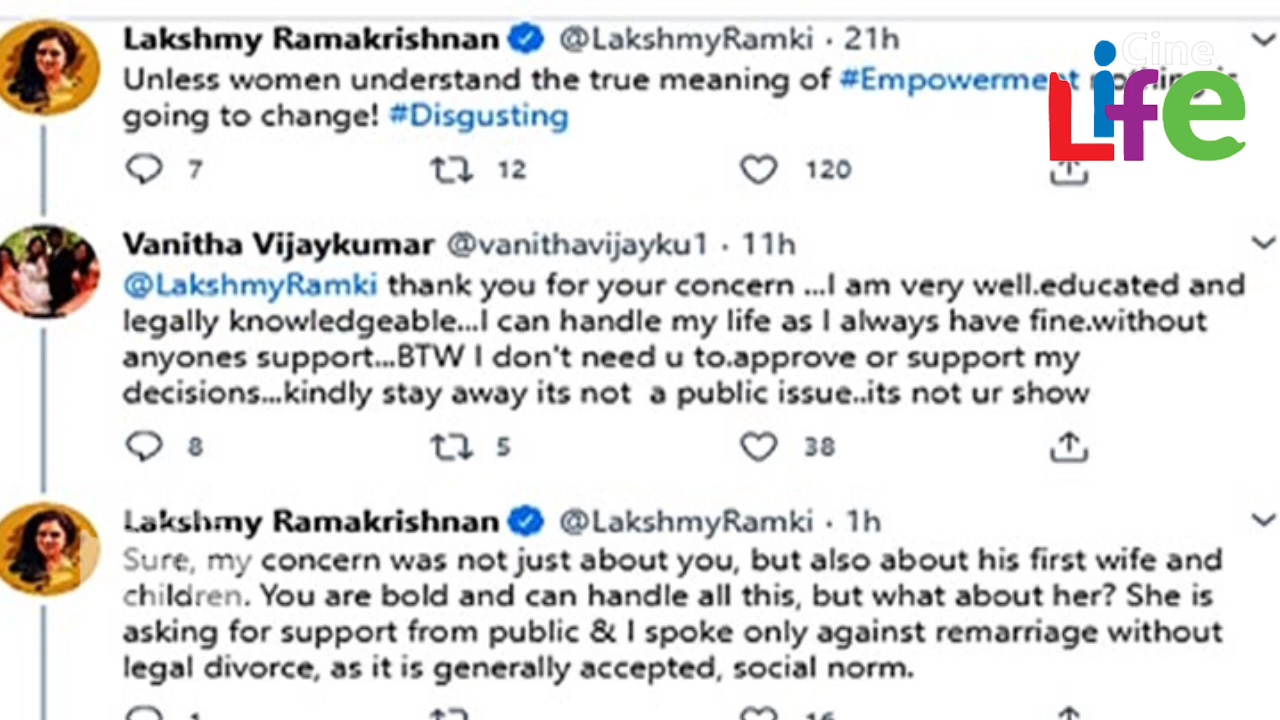 Lakshmy Ramakrishnan @LakshmyRamki · 21h
Cine
Life
Unless women understand the true meaning of #Empowerment nothing is
going to change! #Disgusting
7 12 120
Vanitha Vijaykumar @vanithavijayku1 · 11h
@LakshmyRamki thank you for your concern ...I am very well.educated and
legally knowledgeable...I can handle my life as I always have fine.without
anyones support...BTW I don't need u to.approve or support my
decisions...kindly stay away its not a public issue..its not ur show
8 5 38
Lakshmy Ramakrishnan @LakshmyRamki · 1h
Sure, my concern was not just about you, but also about his first wife and
children. You are bold and can handle all this, but what about her? She is
asking for support from public & I spoke only against remarriage without
legal divorce, as it is generally accepted, social norm.
1 16